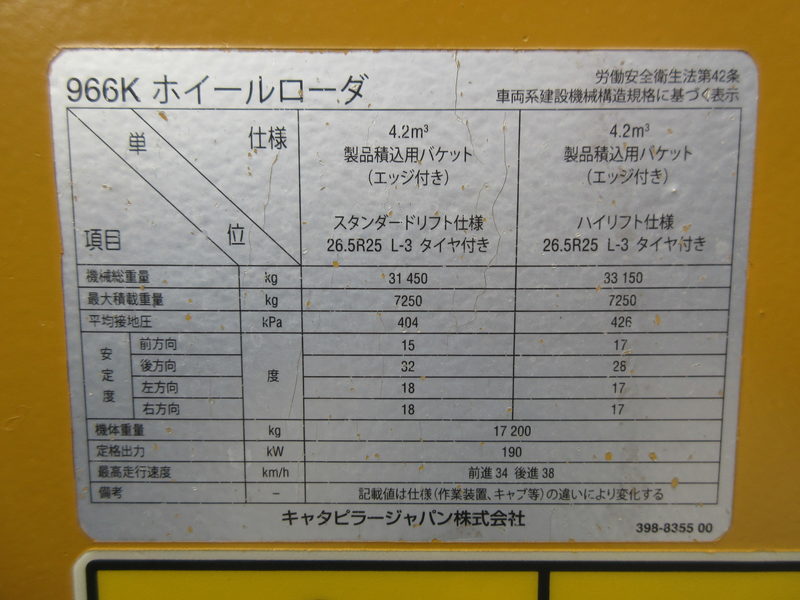 966K ホイールローダ
労働安全衛生法第42条
車両系建設機械構造規格に基づく表示
単 仕様
項目 位
4.2m³
製品積込用バケット
(エッジ付き)
スタンダードリフト仕様
26.5R25 L-3 タイヤ付き
4.2m³
製品積込用バケット
(エッジ付き)
ハイリフト仕様
26.5R25 L-3 タイヤ付き
機械総重量 kg 31 450 33 150
最大積載重量 kg 7250 7250
平均接地圧 kPa 404 426
安定度 度
前方向 15 17
後方向 32 28
左方向 18 17
右方向 18 17
機体重量 kg 17 200
定格出力 kW 190
最高走行速度 km/h 前進 34 後進 38
備考 – 記載値は仕様(作業装置、キャブ等)の違いにより変化する
キャタピラージャパン株式会社
398-8355 00